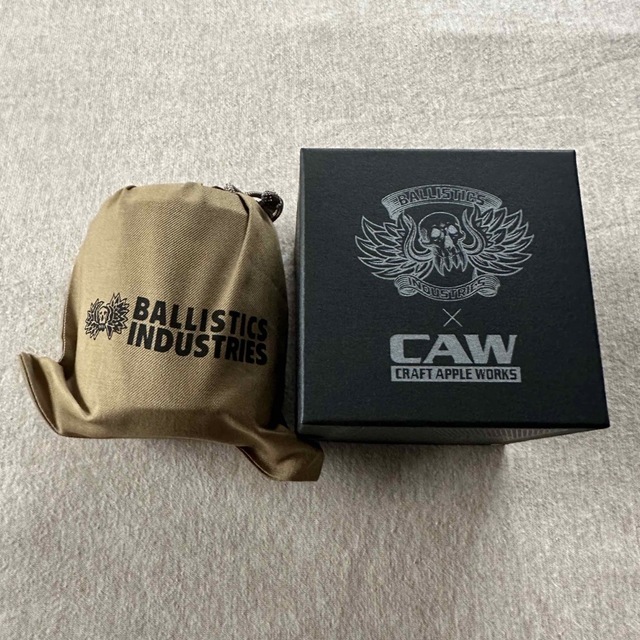 BALLISTICS
INDUSTRIES
BALLISTICS
INDUSTRIES
×
CAW
CRAFT APPLE WORKS